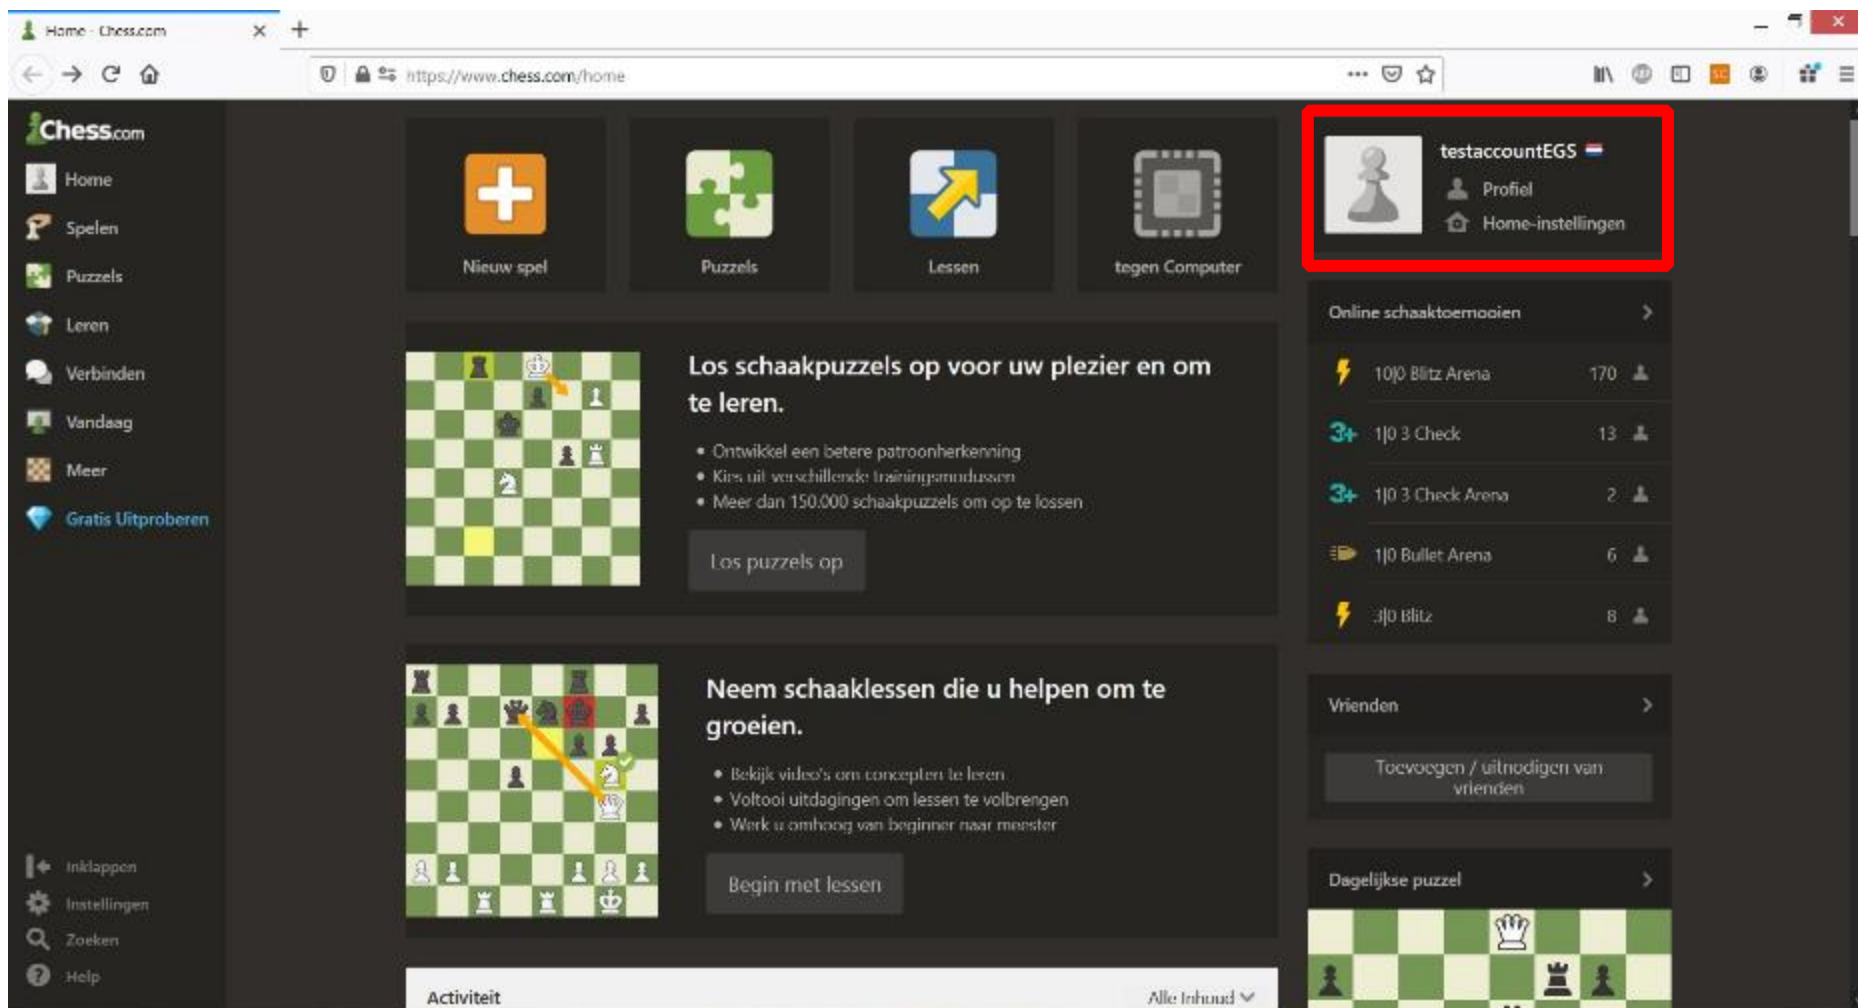 Home - Chess.com
https://www.chess.com/home
Chess.com
Home
Spelen
Puzzels
Leren
Verbinden
Vandaag
Meer
Gratis Uitproberen
Inklappen
Instellingen
Zoeken
Help
Nieuw spel
Puzzels
Lessen
tegen Computer
Los schaakpuzzels op voor uw plezier en om
te leren.
• Ontwikkel een betere patroonherkenning
• Kies uit verschillende trainingsmodussen
• Meer dan 150.000 schaakpuzzels om op te lossen
Los puzzels op
Neem schaaklessen die u helpen om te
groeien.
• Bekijk video's om concepten te leren
• Voltooi uitdagingen om lessen te volbrengen
• Werk u omhoog van beginner naar meester
Begin met lessen
Activiteit
Alle Inhoud
testaccountEGS
Profiel
Home-instellingen
Online schaaktoernooien
10|0 Blitz Arena 170
3+ 1|0 3 Check 13
3+ 1|0 3 Check Arena 2
1|0 Bullet Arena 6
3|0 Blitz 8
Vrienden
Toevoegen / uitnodigen van
vrienden
Dagelijkse puzzel